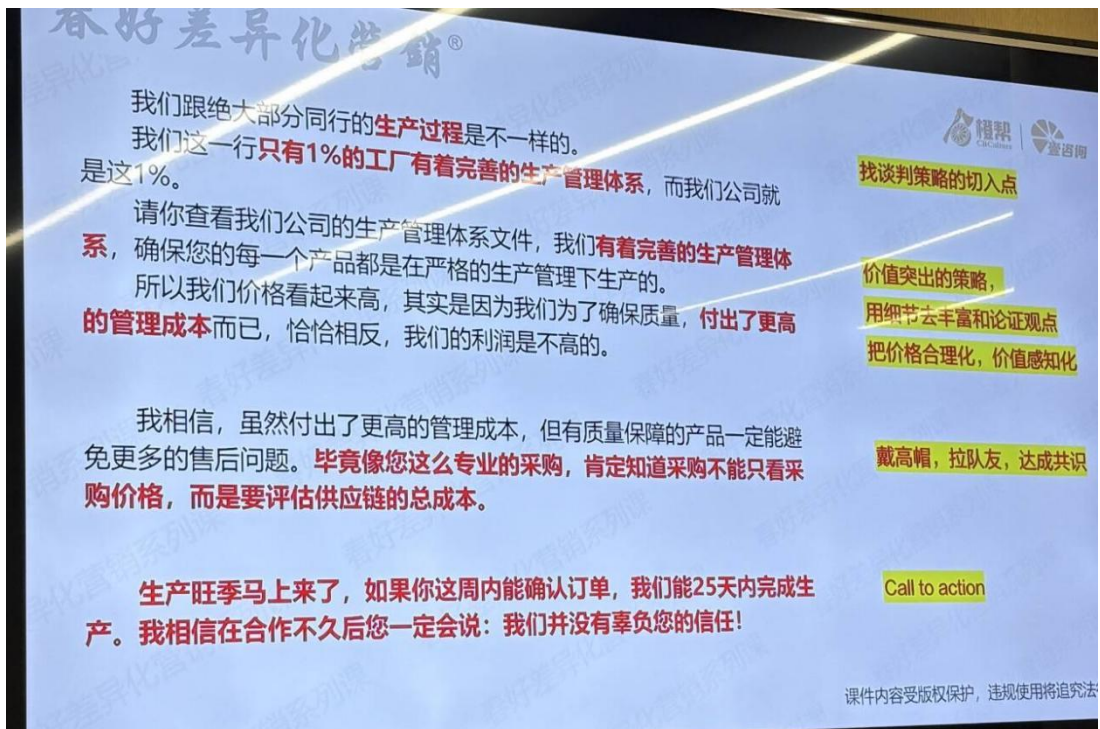 春好差异化营销®
我们跟绝大部分同行的生产过程是不一样的。
我们这一行只有1%的工厂有着完善的生产管理体系，而我们公司就
是这1%。
请你查看我们公司的生产管理体系文件，我们有着完善的生产管理体
系，确保您的每一个产品都是在严格的生产管理下生产的。
所以我们价格看起来高，其实是因为我们为了确保质量，付出了更高
的管理成本而已，恰恰相反，我们的利润是不高的。
我相信，虽然付出了更高的管理成本，但有质量保障的产品一定能避
免更多的售后问题。毕竟像您这么专业的采购，肯定知道采购不能只看采
购价格，而是要评估供应链的总成本。
生产旺季马上来了，如果你这周内能确认订单，我们能25天内完成生
产。我相信在合作不久后您一定会说：我们并没有辜负您的信任！
橙帮
壹咨询
找谈判策略的切入点
价值突出的策略，
用细节去丰富和论证观点
把价格合理化，价值感知化
戴高帽，拉队友，达成共识
Call to action
课件内容受版权保护，违规使用将追究法